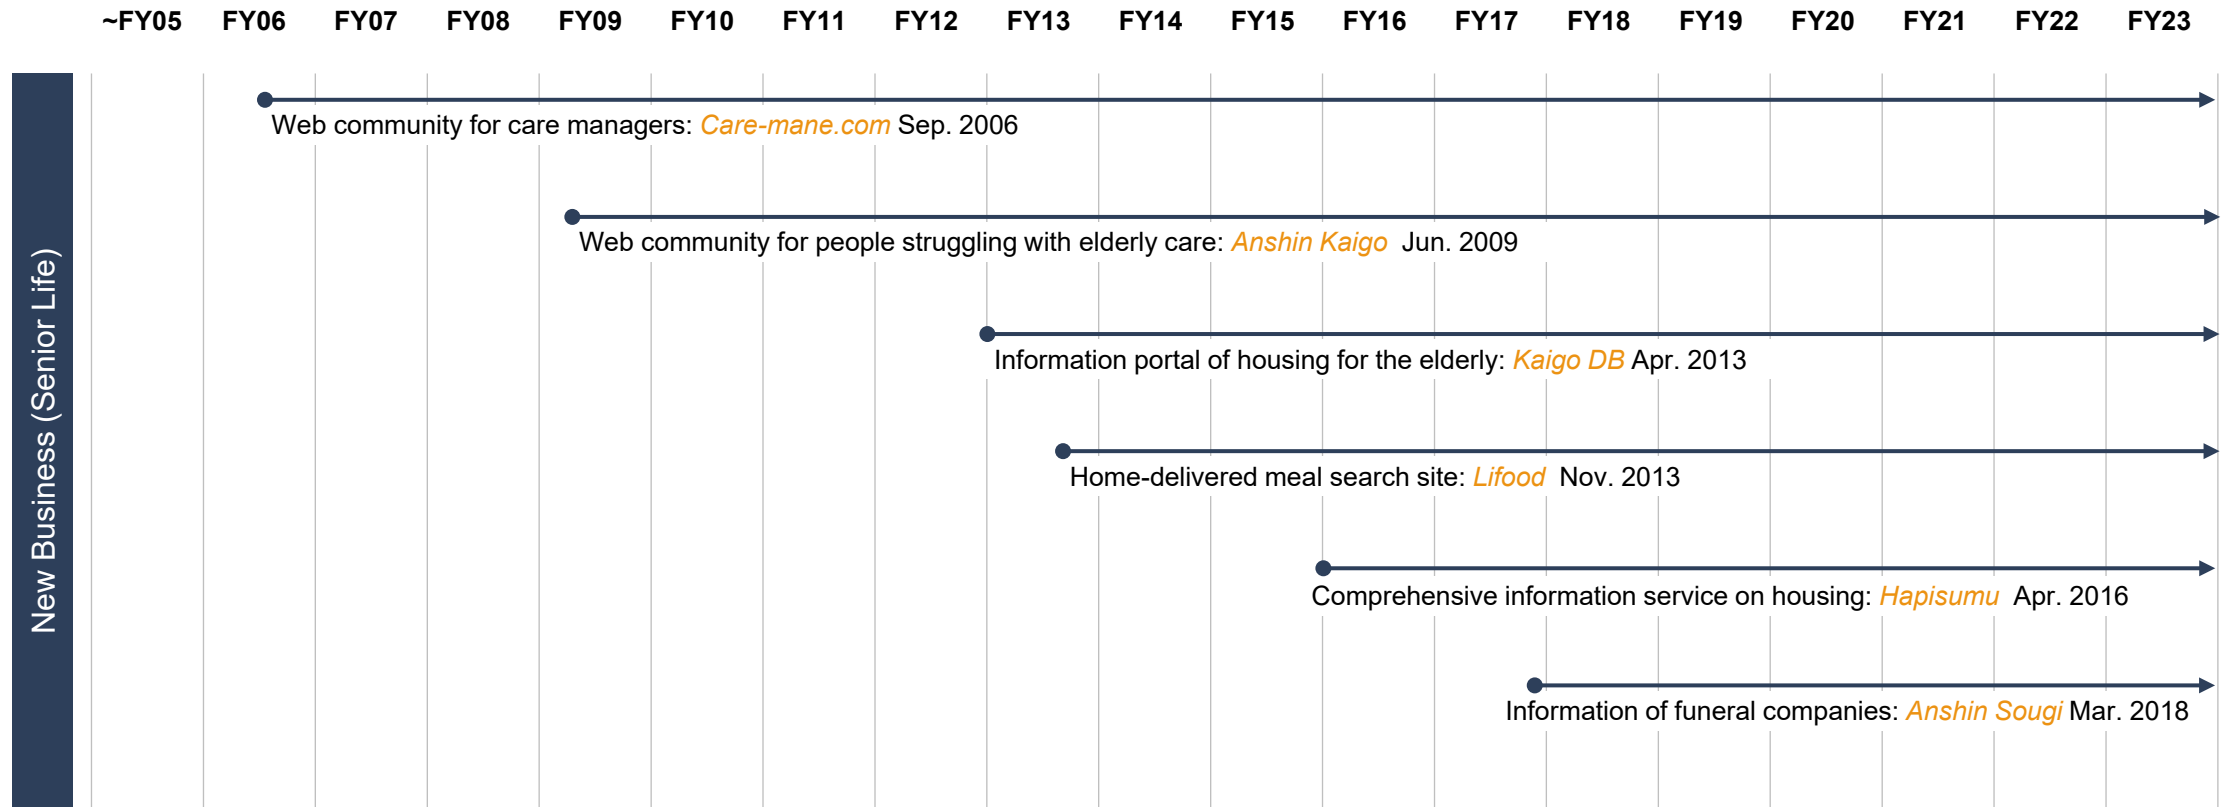 ~FY05 FY06 FY07 FY08 FY09 FY10 FY11 FY12 FY13 FY14 FY15 FY16 FY17 FY18 FY19 FY20 FY21 FY22 FY23
New Business (Senior Life)
Web community for care managers: Care-mane.com Sep. 2006
Web community for people struggling with elderly care: Anshin Kaigo Jun. 2009
Information portal of housing for the elderly: Kaigo DB Apr. 2013
Home-delivered meal search site: Lifood Nov. 2013
Comprehensive information service on housing: Hapisumu Apr. 2016
Information of funeral companies: Anshin Sougi Mar. 2018